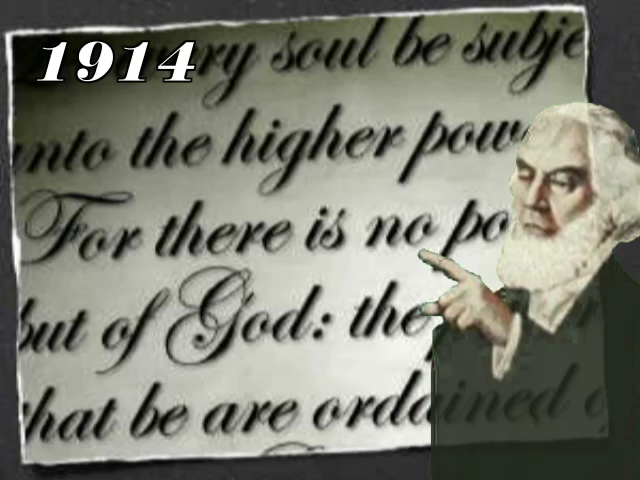 1914
ry soul be subje
unto the higher pow
For there is no po
but of God: the
that be are ordained